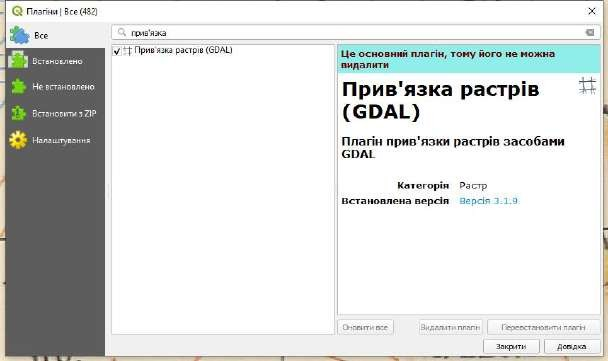 Плагіни | Все (482)
Все
Встановлено
Не встановлено
Встановити з ZIP
Налаштування
прив'язка
Прив'язка растрів (GDAL)
Це основний плагін, тому його не можна
видалити
Прив'язка растрів
(GDAL)
Плагін прив'язки растрів засобами
GDAL
Категорія Растр
Встановлена версія Версія 3.1.9
Оновити все Видалити плагін Перевстановити плагін
Закрити Довідка